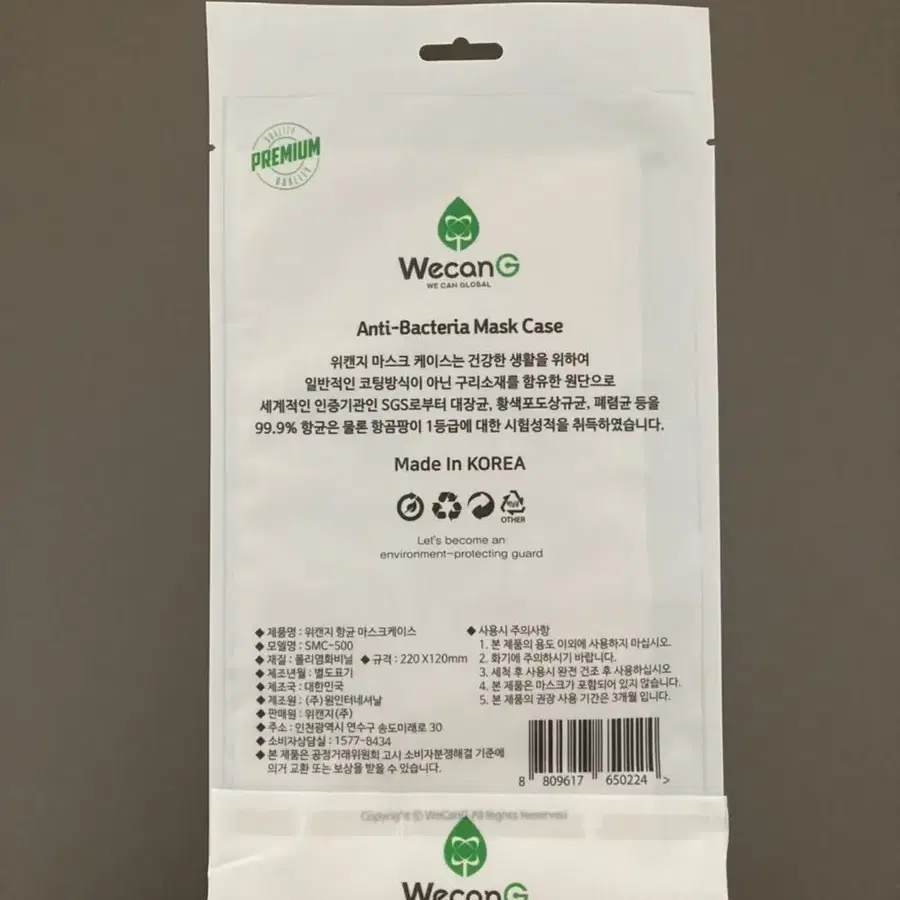 QUALITY
PREMIUM
QUALITY
WecanG
WE CAN GLOBAL
Anti-Bacteria Mask Case
위캔지 마스크 케이스는 건강한 생활을 위하여
일반적인 코팅방식이 아닌 구리소재를 함유한 원단으로
세계적인 인증기관인 SGS로부터 대장균, 황색포도상규균, 폐렴균 등을
99.9% 항균은 물론 항곰팡이 1등급에 대한 시험성적을 취득하였습니다.
Made In KOREA
OTHER
Let's become an
environment-protecting guard
◆ 제품명 : 위캔지 항균 마스크케이스
◆ 모델명 : SMC-500
◆ 재질 : 폴리염화비닐 ◆ 규격 : 220 X120mm
◆ 제조년월 : 별도표기
◆ 제조국 : 대한민국
◆ 제조원 : (주)원인터네셔날
◆ 판매원 : 위캔지(주)
◆ 주소 : 인천광역시 연수구 송도미래로 30
◆ 소비자상담실 : 1577-8434
◆ 본 제품은 공정거래위원회 고시 소비자분쟁해결 기준에
의거 교환 또는 보상을 받을 수 있습니다.
◆ 사용시 주의사항
1. 본 제품의 용도 이외에 사용하지 마십시오.
2. 화기에 주의하시기 바랍니다.
3. 세척 후 사용시 완전 건조 후 사용하십시오
4. 본 제품은 마스크가 포함되어 있지 않습니다.
5. 본 제품의 권장 사용 기간은 3개월 입니다.
8 809617 650224 >
Copyright ⓒ WeCanG All Rights Reserved
WecanG